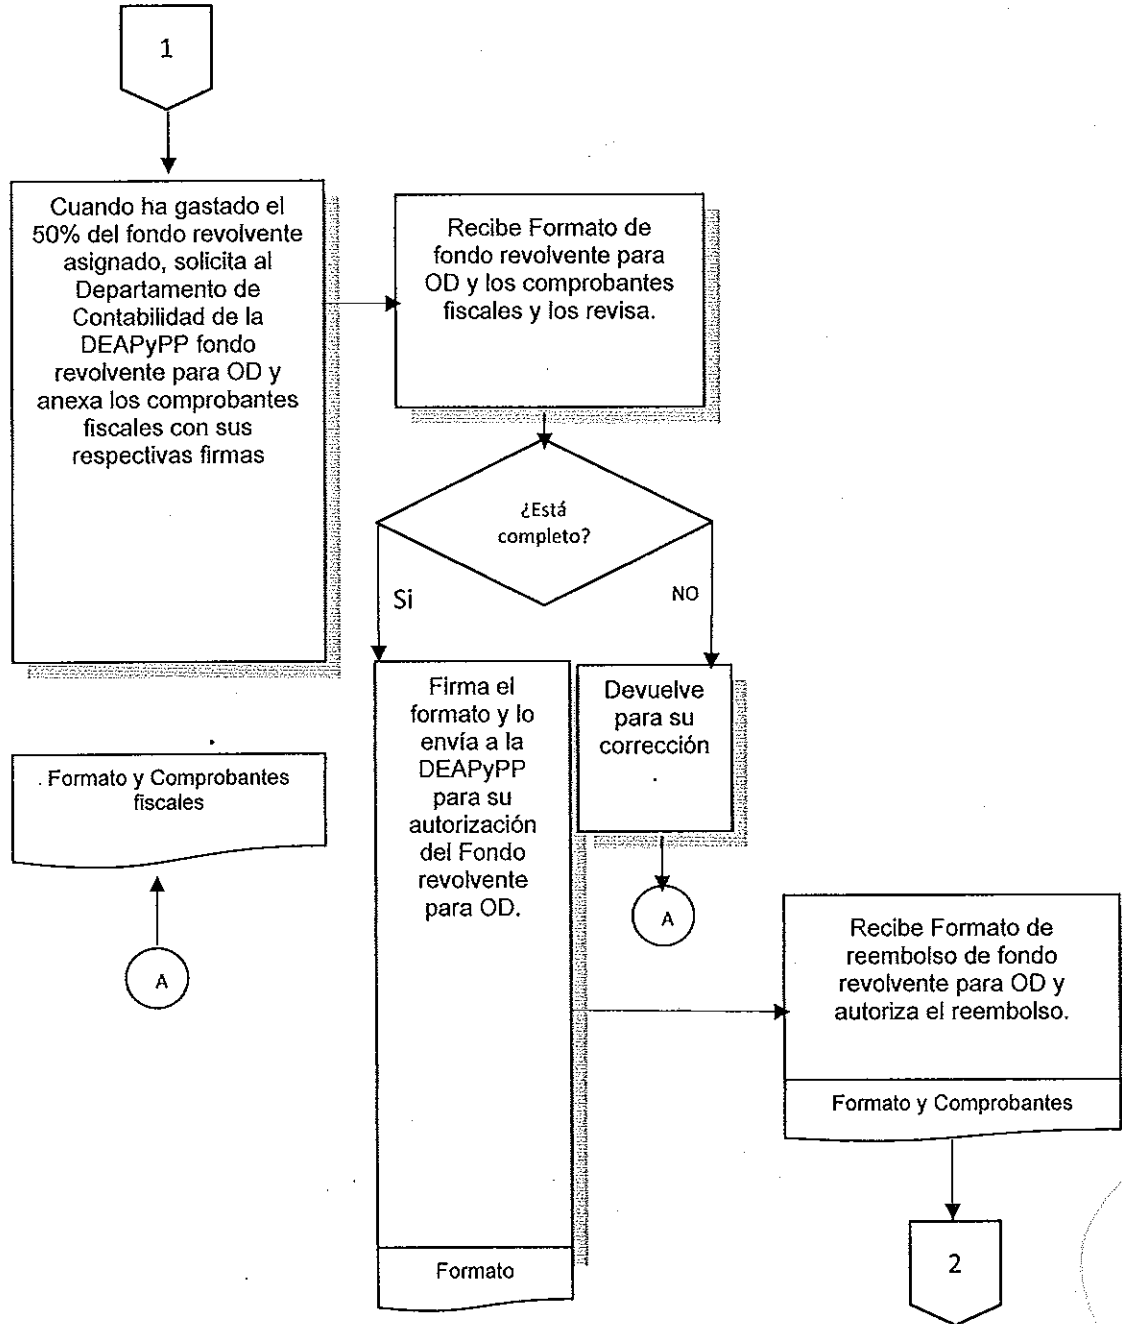 1
Cuando ha gastado el
50% del fondo revolvente
asignado, solicita al
Departamento de
Contabilidad de la
DEAPyPP fondo
revolvente para OD y
anexa los comprobantes
fiscales con sus
respectivas firmas
Recibe Formato de
fondo revolvente para
OD y los comprobantes
fiscales y los revisa.
¿Está
completo?
Si
NO
Firma el
formato y lo
envía a la
DEAPyPP
para su
autorización
del Fondo
revolvente
para OD.
Formato
Devuelve
para su
corrección
A
Formato y Comprobantes
fiscales
A
Recibe Formato de
reembolso de fondo
revolvente para OD y
autoriza el reembolso.
Formato y Comprobantes
2